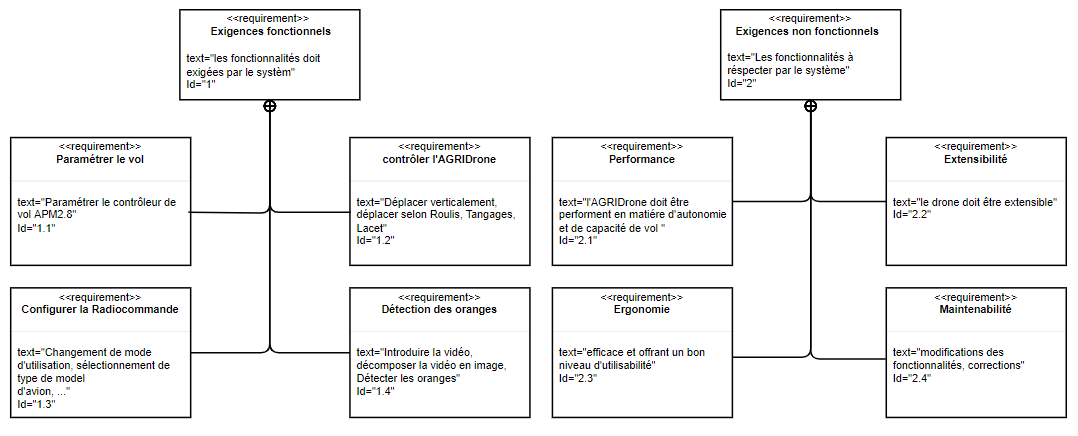 <<requirement>>
Exigences fonctionnels
text="les fonctionnalités doit
exigées par le systèm"
Id="1"
<<requirement>>
Exigences non fonctionnels
text="Les fonctionnalités à
réspecter par le système"
Id="2"
<<requirement>>
Paramétrer le vol
text="Paramétrer le contrôleur de
vol APM2.8"
Id="1.1"
<<requirement>>
contrôler l'AGRIDrone
text="Déplacer verticalement,
déplacer selon Roulis, Tangages,
Lacet"
Id="1.2"
<<requirement>>
Performance
text="l'AGRIDrone doit être
performent en matiére d'autonomie
et de capacité de vol "
Id="2.1"
<<requirement>>
Extensibilité
text="le drone doit être extensible"
Id="2.2"
<<requirement>>
Configurer la Radiocommande
text="Changement de mode
d'utilisation, sélectionnement de
type de model
d'avion, ..."
Id="1.3"
<<requirement>>
Détection des oranges
text="Introduire la vidéo,
décomposer la vidéo en image,
Détecter les oranges"
Id="1.4"
<<requirement>>
Ergonomie
text="efficace et offrant un bon
niveau d'utilisabilité"
Id="2.3"
<<requirement>>
Maintenabilité
text="modifications des
fonctionnalités, corrections"
Id="2.4"